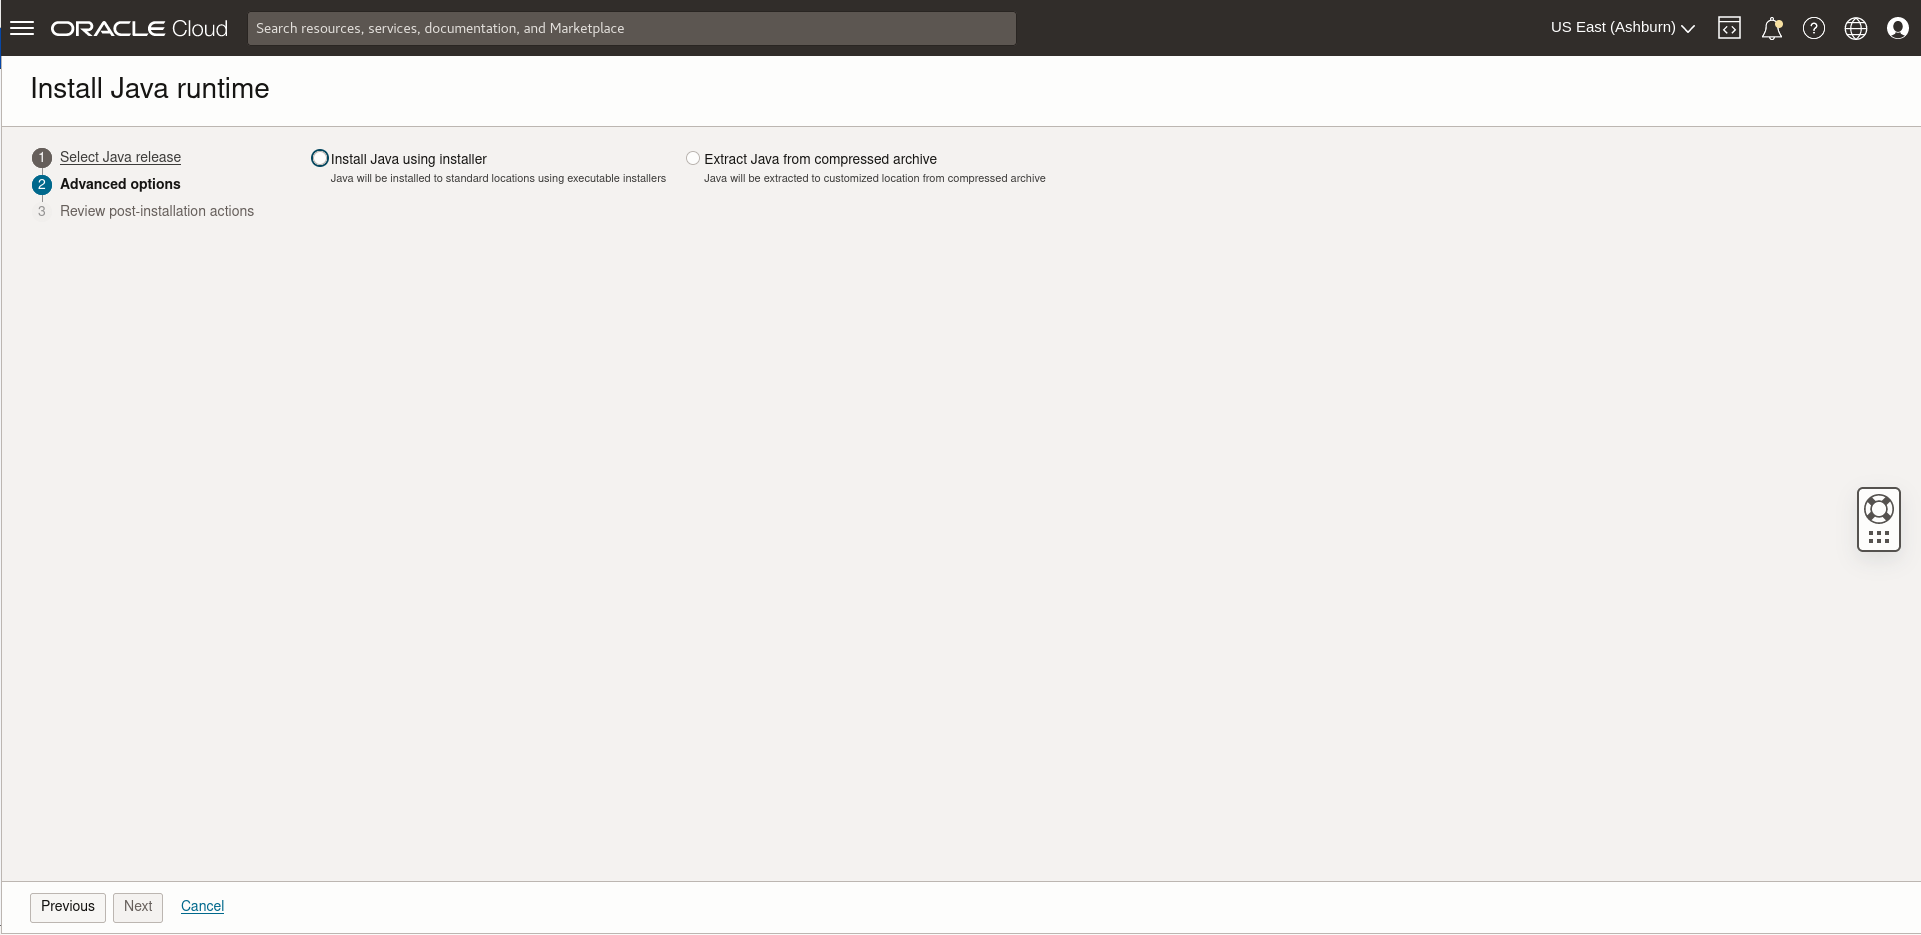 ORACLE Cloud
Search resources, services, documentation, and Marketplace
US East (Ashburn)
Install Java runtime
1 Select Java release
2 Advanced options
3 Review post-installation actions
Install Java using installer
Java will be installed to standard locations using executable installers
Extract Java from compressed archive
Java will be extracted to customized location from compressed archive
Previous Next Cancel